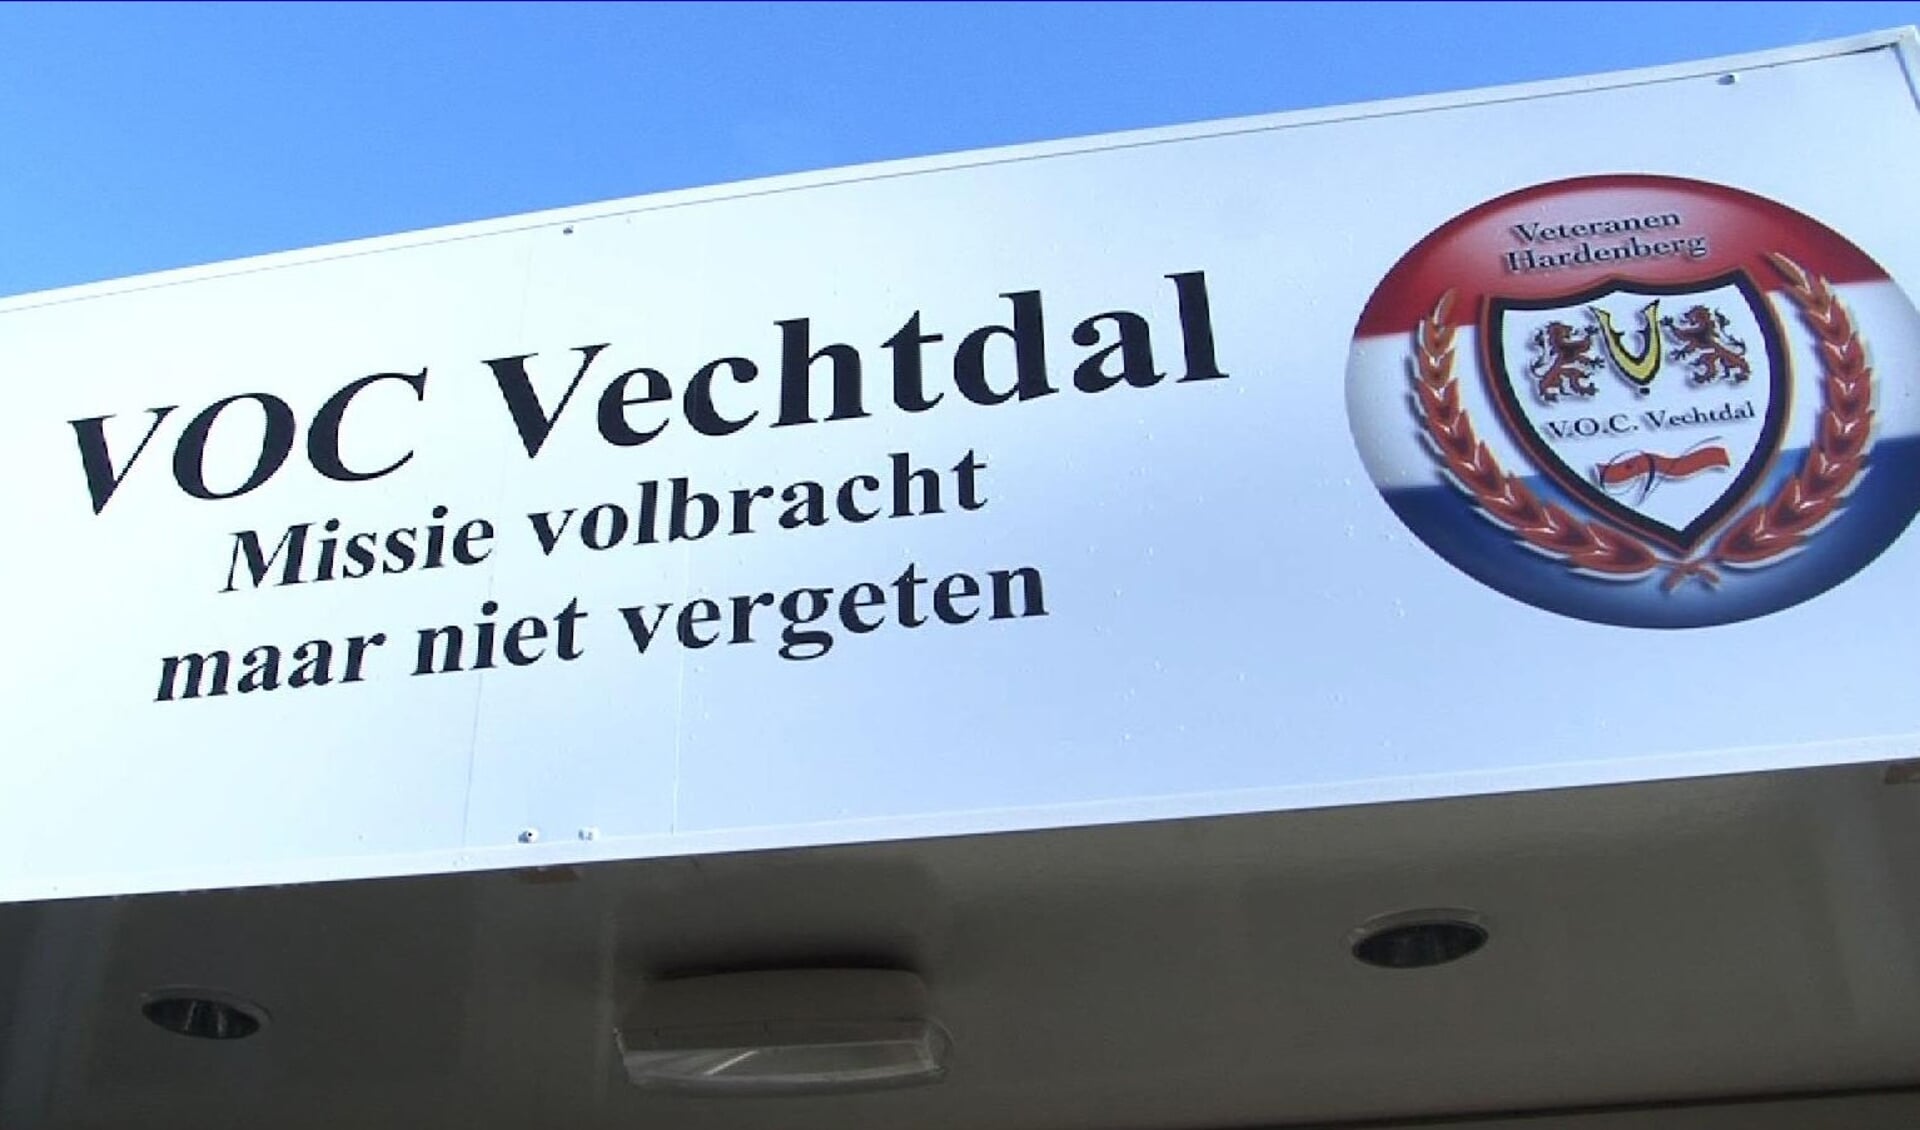 VOC Vechtdal
Missie volbracht
maar niet vergeten
Veteranen
Hardenberg
V.O.C. Vechtdal